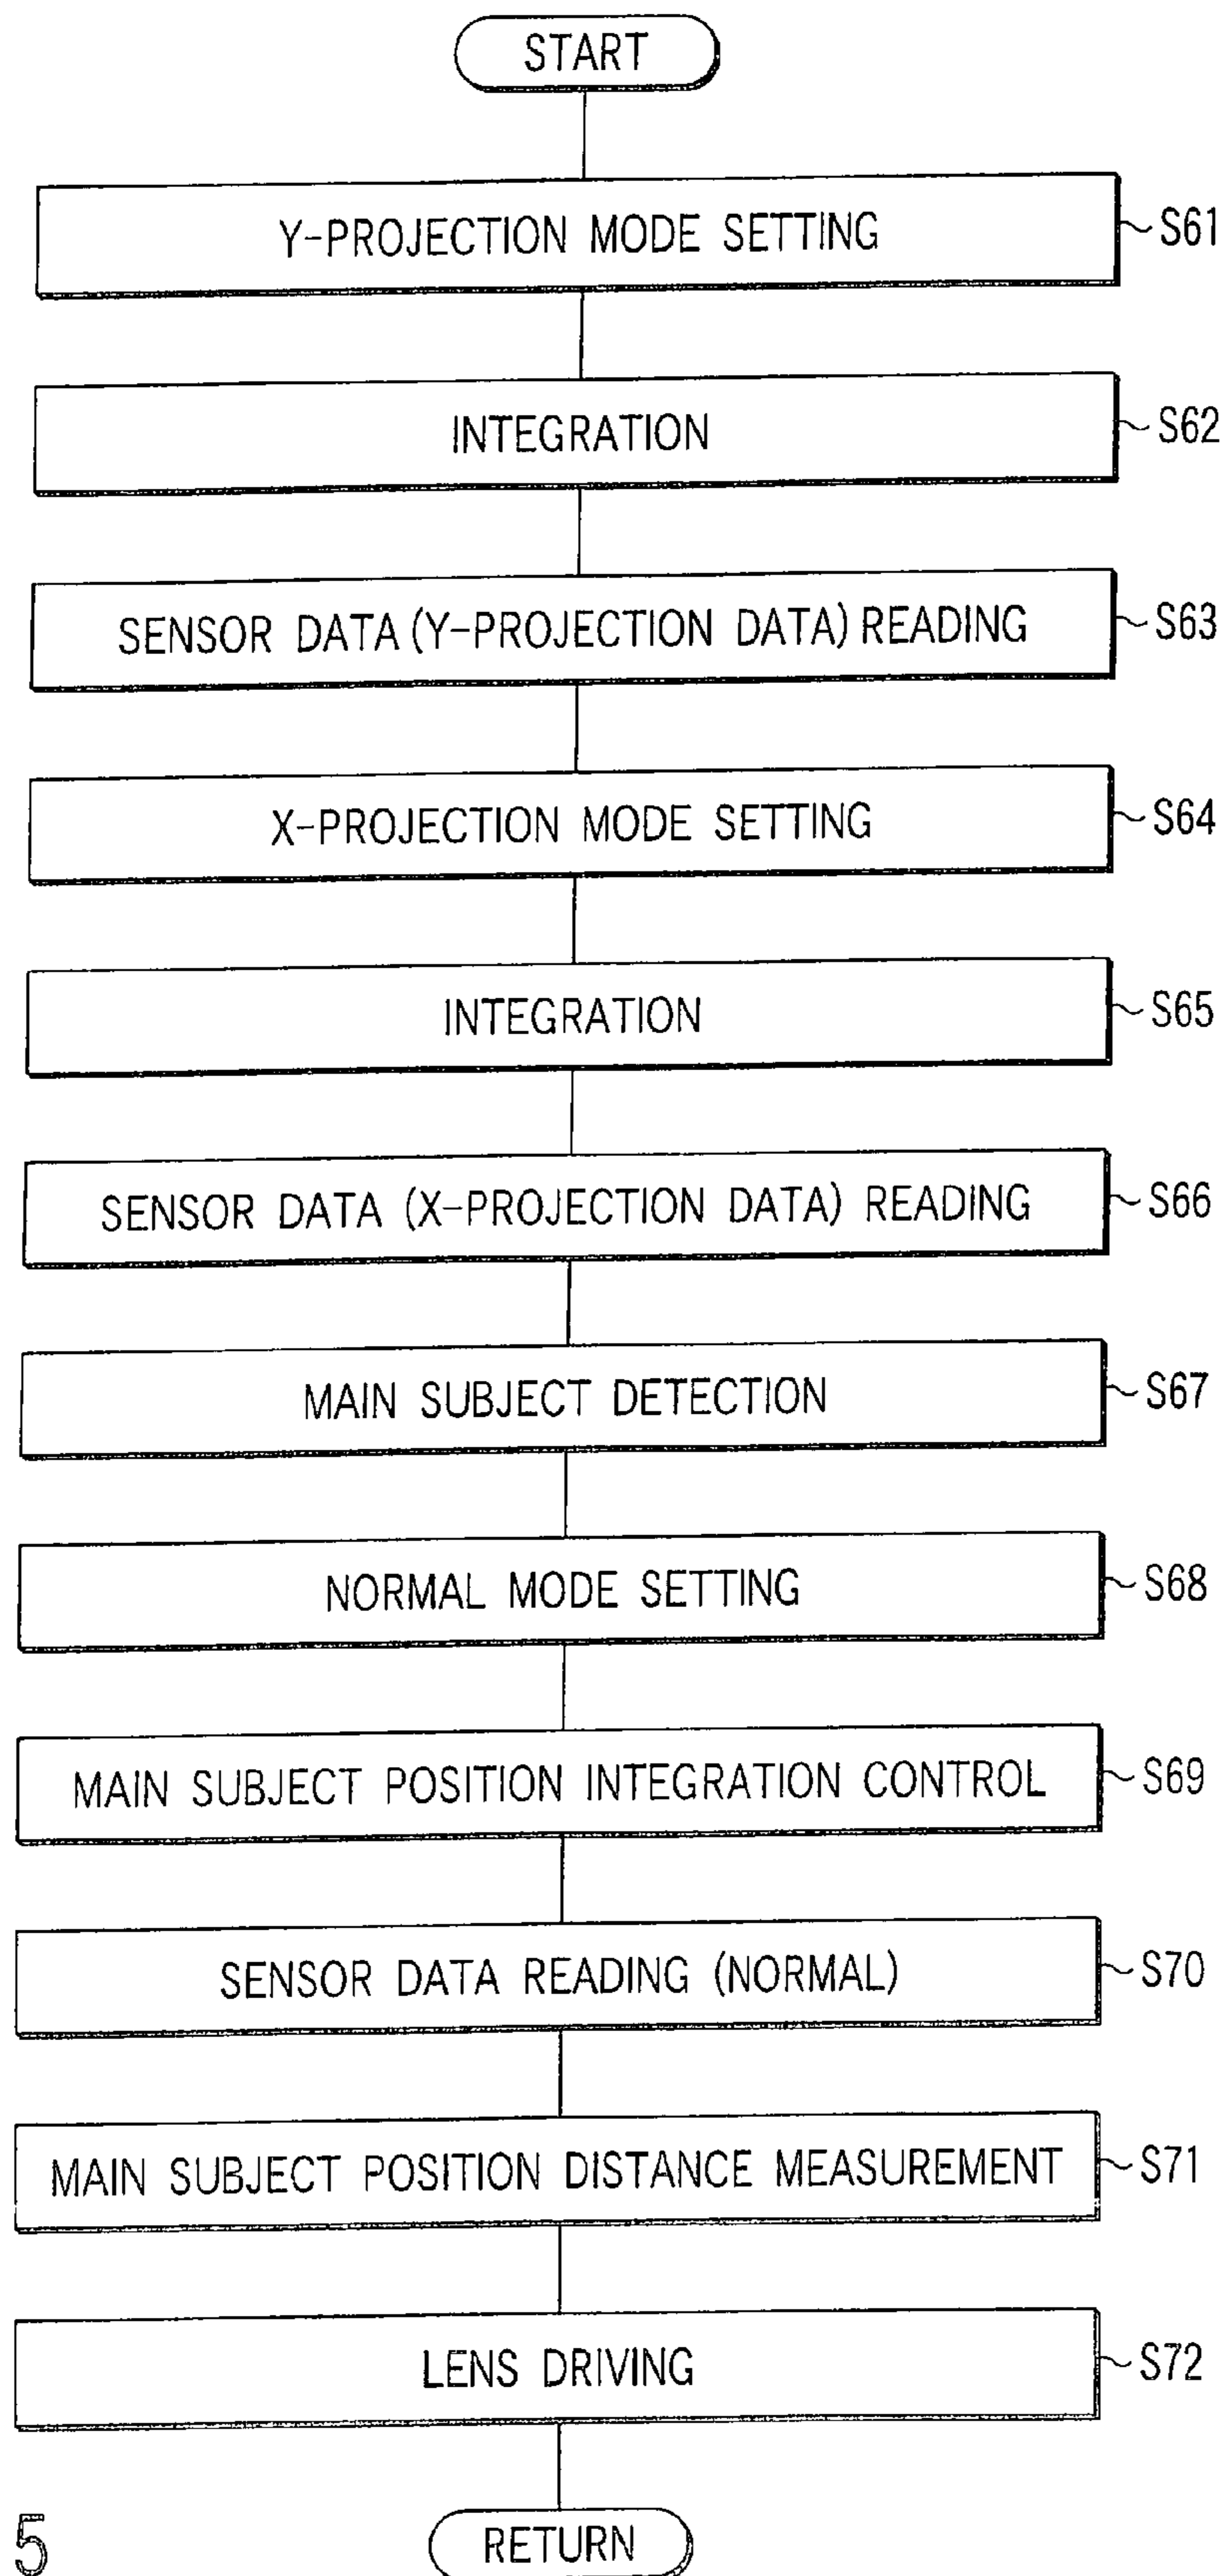 START
Y-PROJECTION MODE SETTING
S61
INTEGRATION
S62
SENSOR DATA (Y-PROJECTION DATA) READING
S63
X-PROJECTION MODE SETTING
S64
INTEGRATION
S65
SENSOR DATA (X-PROJECTION DATA) READING
S66
MAIN SUBJECT DETECTION
S67
NORMAL MODE SETTING
S68
MAIN SUBJECT POSITION INTEGRATION CONTROL
S69
SENSOR DATA READING (NORMAL)
S70
MAIN SUBJECT POSITION DISTANCE MEASUREMENT
S71
LENS DRIVING
S72
RETURN
5